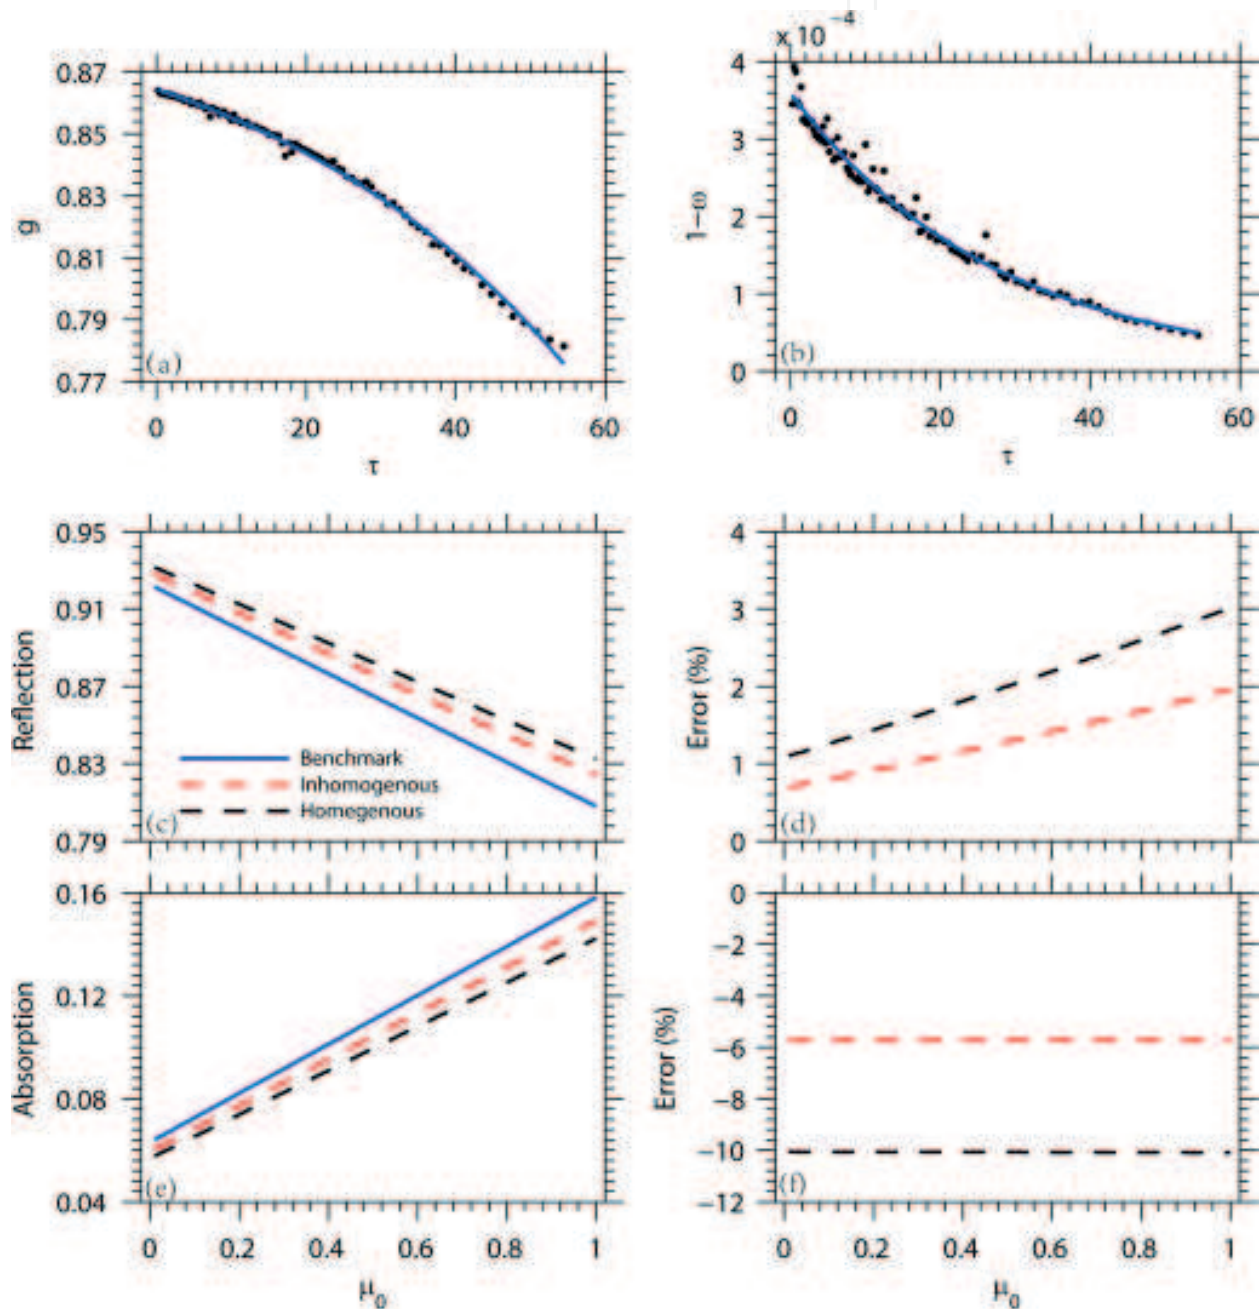 x 10⁻⁴
0.87
0.85
0.83
0.81
0.79
0.77
g
(a)
0 20 40 60
τ
4
3
2
1
0
1−ω
(b)
0 20 40 60
τ
0.95
0.91
0.87
0.83
0.79
Reflection
Benchmark
Inhomogenous
Homegenous
(c)
4
3
2
1
0
Error (%)
(d)
0.16
0.12
0.08
0.04
Absorption
(e)
0 0.2 0.4 0.6 0.8 1
μ₀
0
−2
−4
−6
−8
−10
−12
Error (%)
(f)
0 0.2 0.4 0.6 0.8 1
μ₀